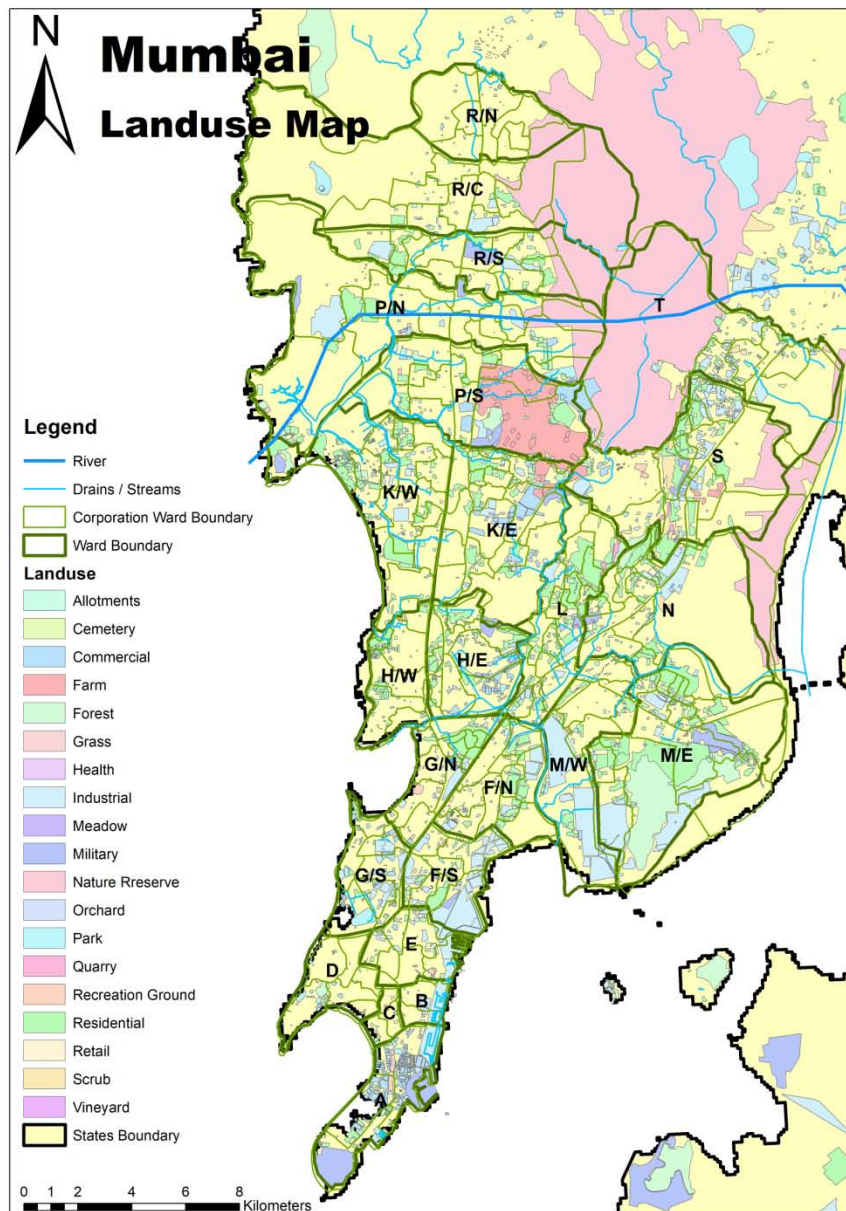 N
Mumbai
Landuse Map
R/N
R/C
R/S
P/N
T
P/S
S
K/W
K/E
L
N
H/W
H/E
G/N
M/W
M/E
F/N
G/S
F/S
E
D
B
C
A
Legend
River
Drains / Streams
Corporation Ward Boundary
Ward Boundary
Landuse
Allotments
Cemetery
Commercial
Farm
Forest
Grass
Health
Industrial
Meadow
Military
Nature Rreserve
Orchard
Park
Quarry
Recreation Ground
Residential
Retail
Scrub
Vineyard
States Boundary
0 1 2 4 6 8
Kilometers